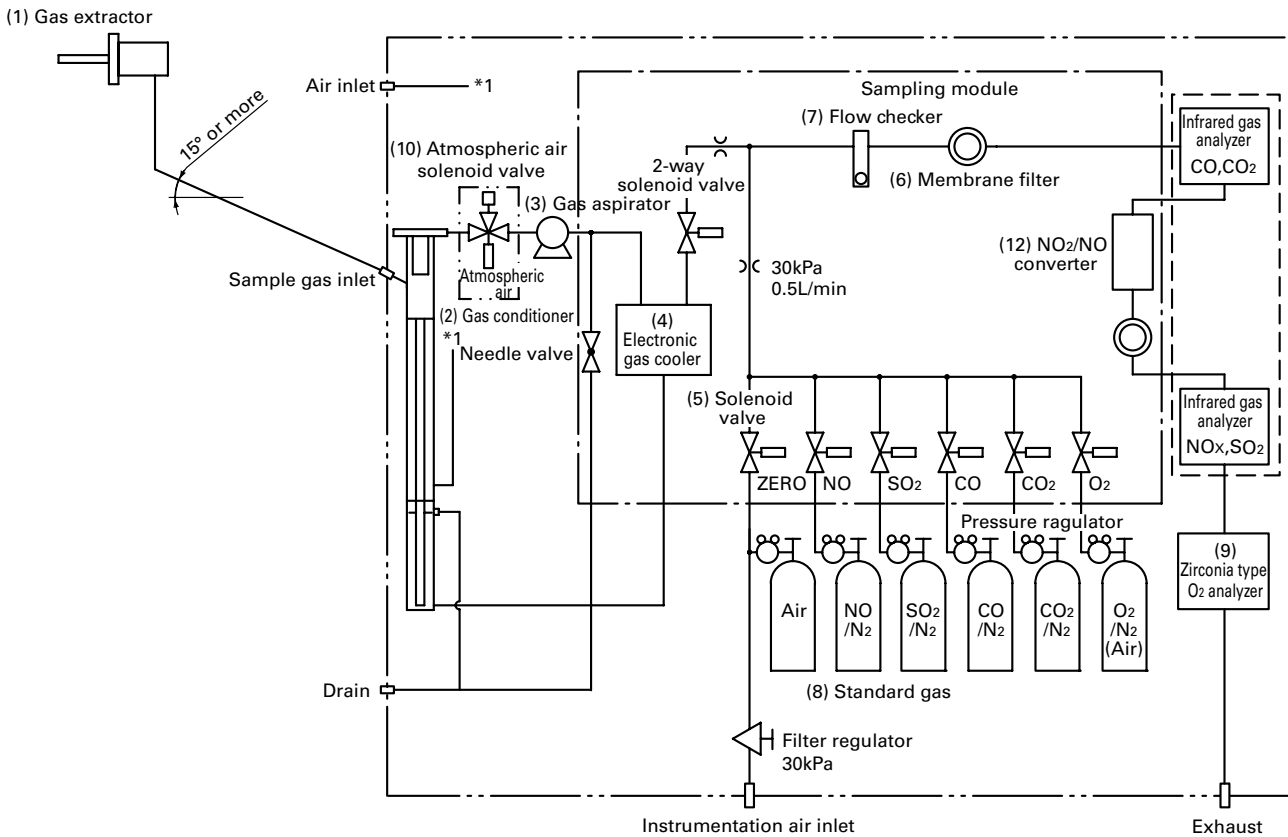 (1) Gas extractor
15° or more
Air inlet
*1
Sampling module
(7) Flow checker
Infrared gas
analyzer
CO,CO2
(10) Atmospheric air
solenoid valve
2-way
solenoid valve
(6) Membrane filter
(3) Gas aspirator
(12) NO2/NO
converter
Sample gas inlet
Atmospheric
air
30kPa
0.5L/min
(2) Gas conditioner
*1
Needle valve
(4)
Electronic
gas cooler
(5) Solenoid
valve
Infrared gas
analyzer
NOx,SO2
ZERO
NO
SO2
CO
CO2
O2
Pressure ragulator
(9)
Zirconia type
O2 analyzer
Air
NO
/N2
SO2
/N2
CO
/N2
CO2
/N2
O2
/N2
(Air)
Drain
(8) Standard gas
Filter regulator
30kPa
Instrumentation air inlet
Exhaust